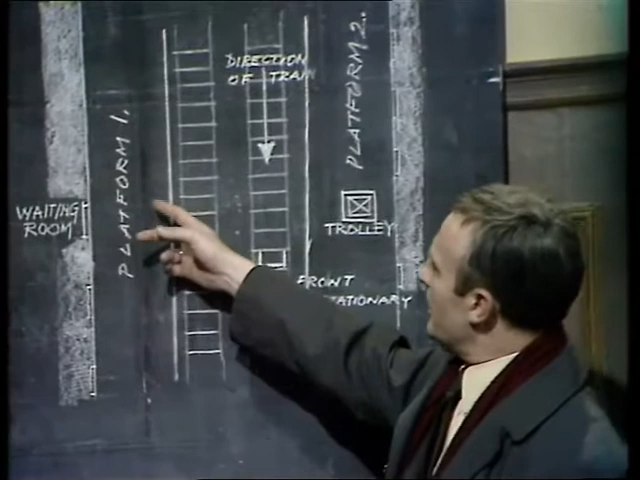 DIRECTION
OF TRAIN
PLATFORM 2.
PLATFORM 1.
WAITING
ROOM
TROLLEY
FRONT
STATIONARY